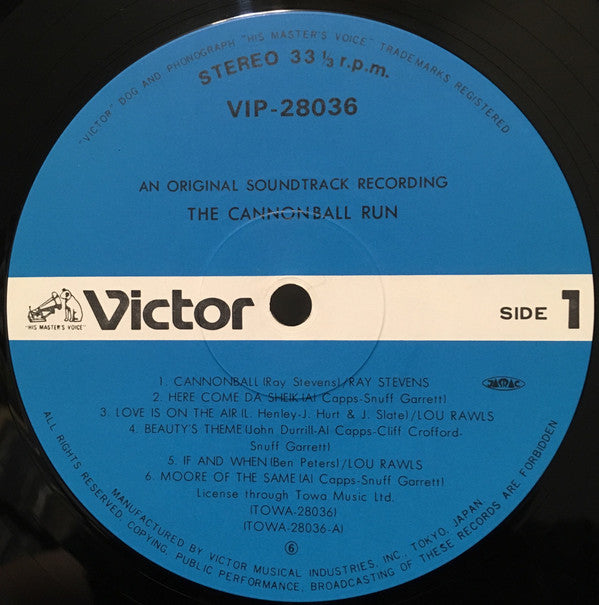 "VICTOR" DOG AND PHONOGRAPH "HIS MASTER'S VOICE" TRADEMARKS REGISTERED
STEREO 33 1/3 r.p.m.
VIP-28036
AN ORIGINAL SOUNDTRACK RECORDING
THE CANNONBALL RUN
"HIS MASTER'S VOICE"
Victor
SIDE 1
1. CANNONBALL(Ray Stevens)/RAY STEVENS
2. HERE COME DA SHEIK(Al Capps-Snuff Garrett)
3. LOVE IS ON THE AIR(L. Henley-J. Hurt & J. Slate)/LOU RAWLS
4. BEAUTY'S THEME(John Durrill-Al Capps-Cliff Crofford-
Snuff Garrett)
5. IF AND WHEN(Ben Peters)/LOU RAWLS
6. MOORE OF THE SAME(Al Capps-Snuff Garrett)
License through Towa Music Ltd.
(TOWA-28036)
(TOWA-28036-A)
6
JASRAC
MANUFACTURED BY VICTOR MUSICAL INDUSTRIES, INC., TOKYO, JAPAN.
ALL RIGHTS RESERVED. COPYING, PUBLIC PERFORMANCE, BROADCASTING OF THESE RECORDS ARE FORBIDDEN